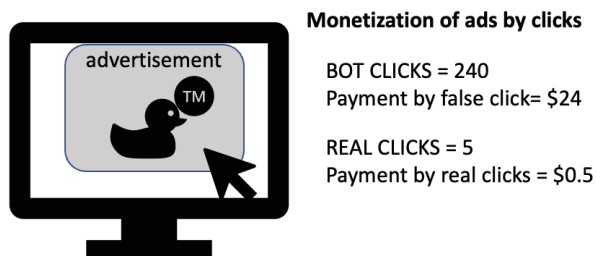 Monetization of ads by clicks
advertisement
TM
BOT CLICKS = 240
Payment by false click= $24
REAL CLICKS = 5
Payment by real clicks = $0.5